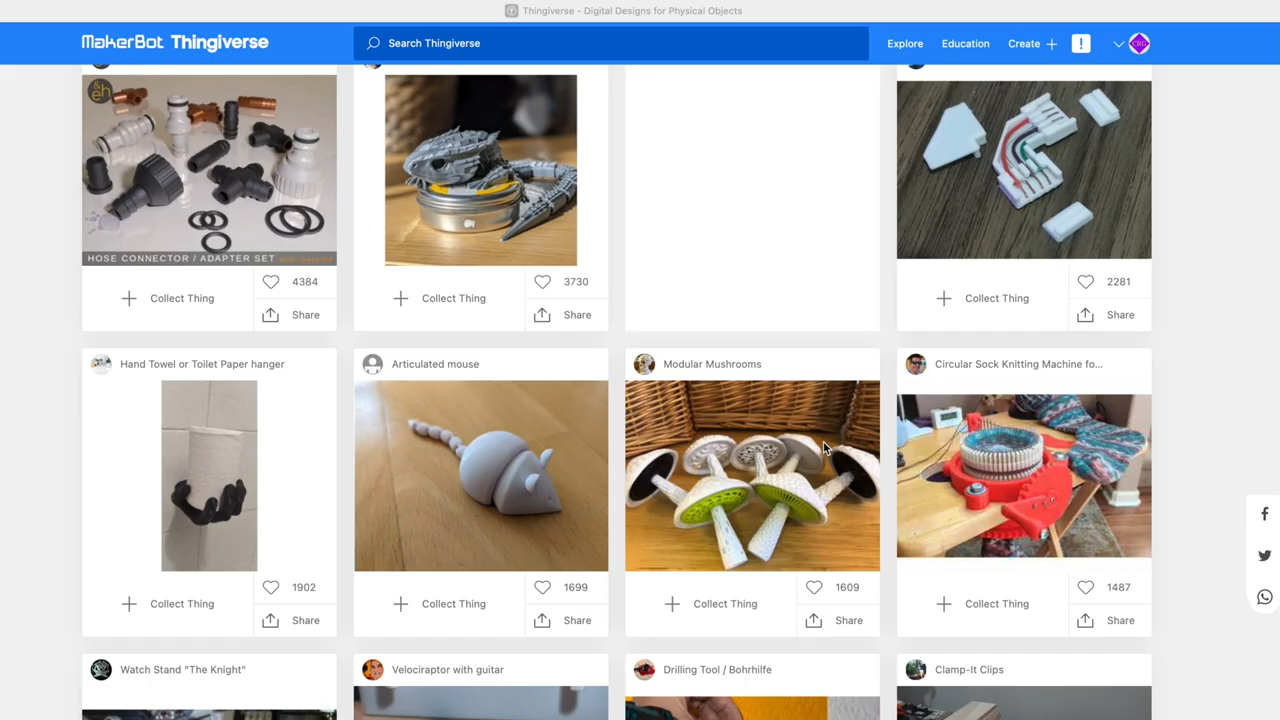 Thingiverse - Digital Designs for Physical Objects
MakerBot Thingiverse
Search Thingiverse
Explore
Education
Create
CRG
&
eh
HOSE CONNECTOR / ADAPTER SET
Collect Thing
4384
Share
Collect Thing
3730
Share
Collect Thing
2281
Share
Hand Towel or Toilet Paper hanger
Articulated mouse
Modular Mushrooms
Circular Sock Knitting Machine fo...
Collect Thing
1902
Share
Collect Thing
1699
Share
Collect Thing
1609
Share
Collect Thing
1487
Share
Watch Stand "The Knight"
Velociraptor with guitar
Drilling Tool / Bohrhilfe
Clamp-It Clips